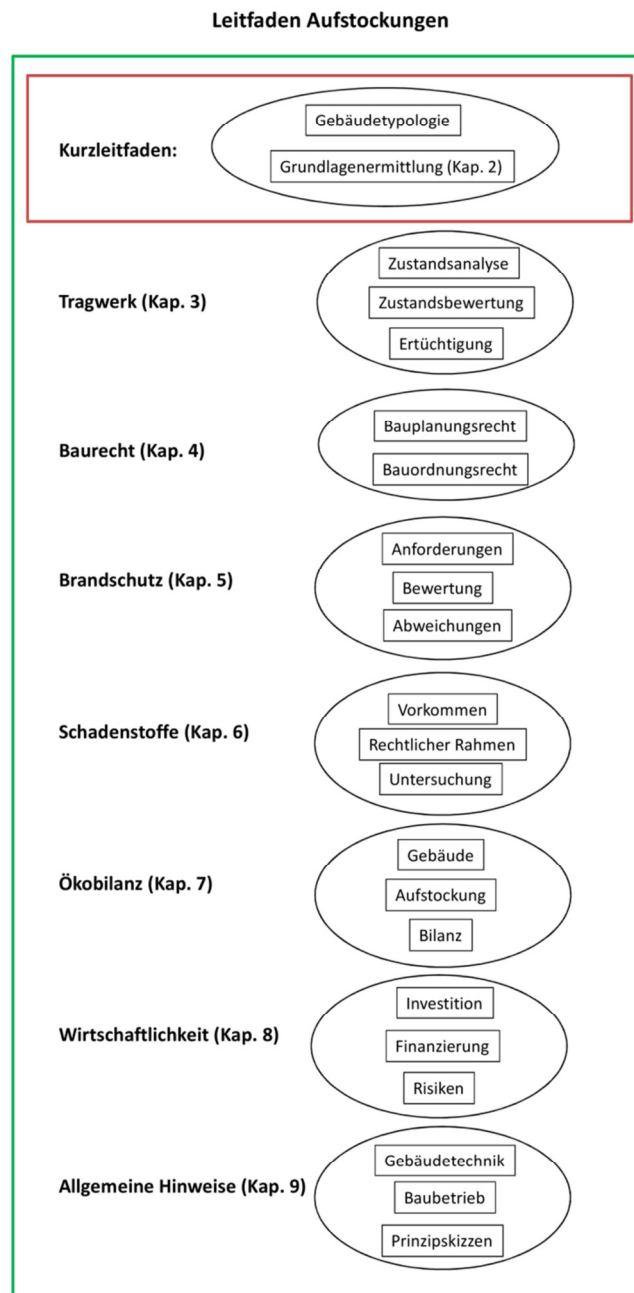 Leitfaden Aufstockungen
Kurzleitfaden:
Gebäudetypologie
Grundlagenermittlung (Kap. 2)
Tragwerk (Kap. 3)
Zustandsanalyse
Zustandsbewertung
Ertüchtigung
Baurecht (Kap. 4)
Bauplanungsrecht
Bauordnungsrecht
Brandschutz (Kap. 5)
Anforderungen
Bewertung
Abweichungen
Schadenstoffe (Kap. 6)
Vorkommen
Rechtlicher Rahmen
Untersuchung
Ökobilanz (Kap. 7)
Gebäude
Aufstockung
Bilanz
Wirtschaftlichkeit (Kap. 8)
Investition
Finanzierung
Risiken
Allgemeine Hinweise (Kap. 9)
Gebäudetechnik
Baubetrieb
Prinzipskizzen